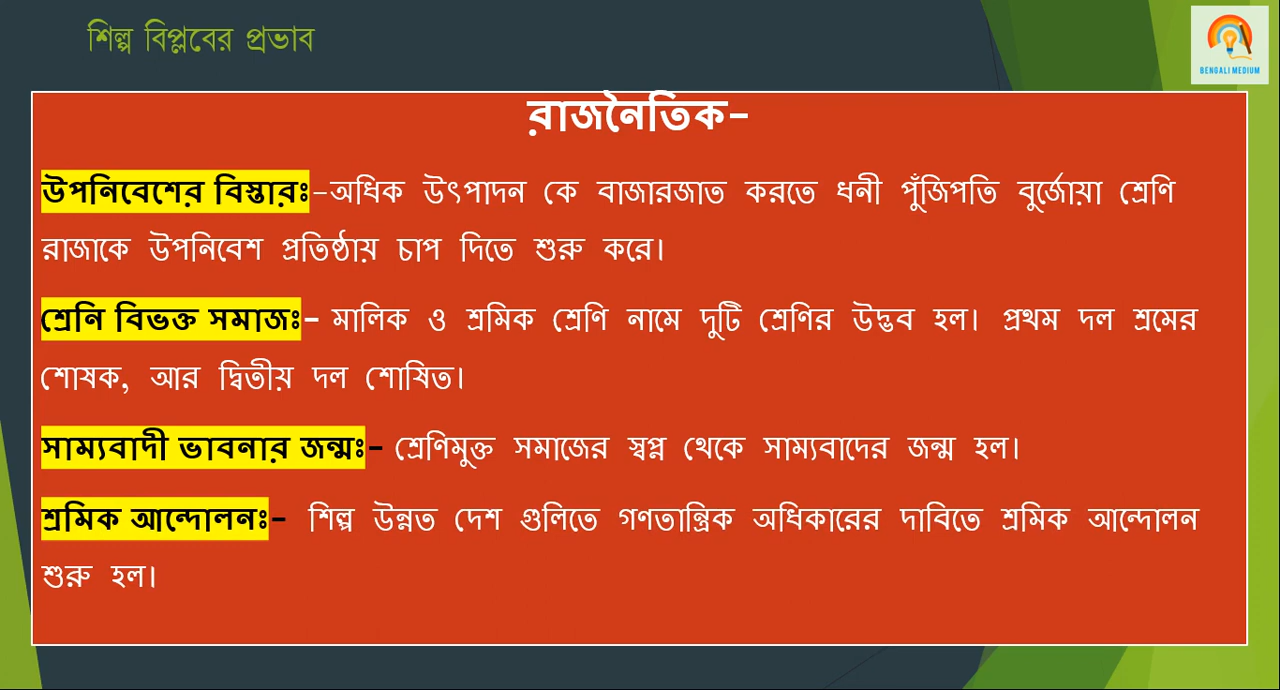 শিল্প বিপ্লবের প্রভাব
BENGALI MEDIUM
রাজনৈতিক-
উপনিবেশের বিস্তারঃ-অধিক উৎপাদন কে বাজারজাত করতে ধনী পুঁজিপতি বুর্জোয়া শ্রেণি
রাজাকে উপনিবেশ প্রতিষ্ঠায় চাপ দিতে শুরু করে।
শ্রেনি বিভক্ত সমাজঃ- মালিক ও শ্রমিক শ্রেণি নামে দুটি শ্রেণির উদ্ভব হল। প্রথম দল শ্রমের
শোষক, আর দ্বিতীয় দল শোষিত।
সাম্যবাদী ভাবনার জন্মঃ- শ্রেণিমুক্ত সমাজের স্বপ্ন থেকে সাম্যবাদের জন্ম হল।
শ্রমিক আন্দোলনঃ- শিল্প উন্নত দেশ গুলিতে গণতান্ত্রিক অধিকারের দাবিতে শ্রমিক আন্দোলন
শুরু হল।